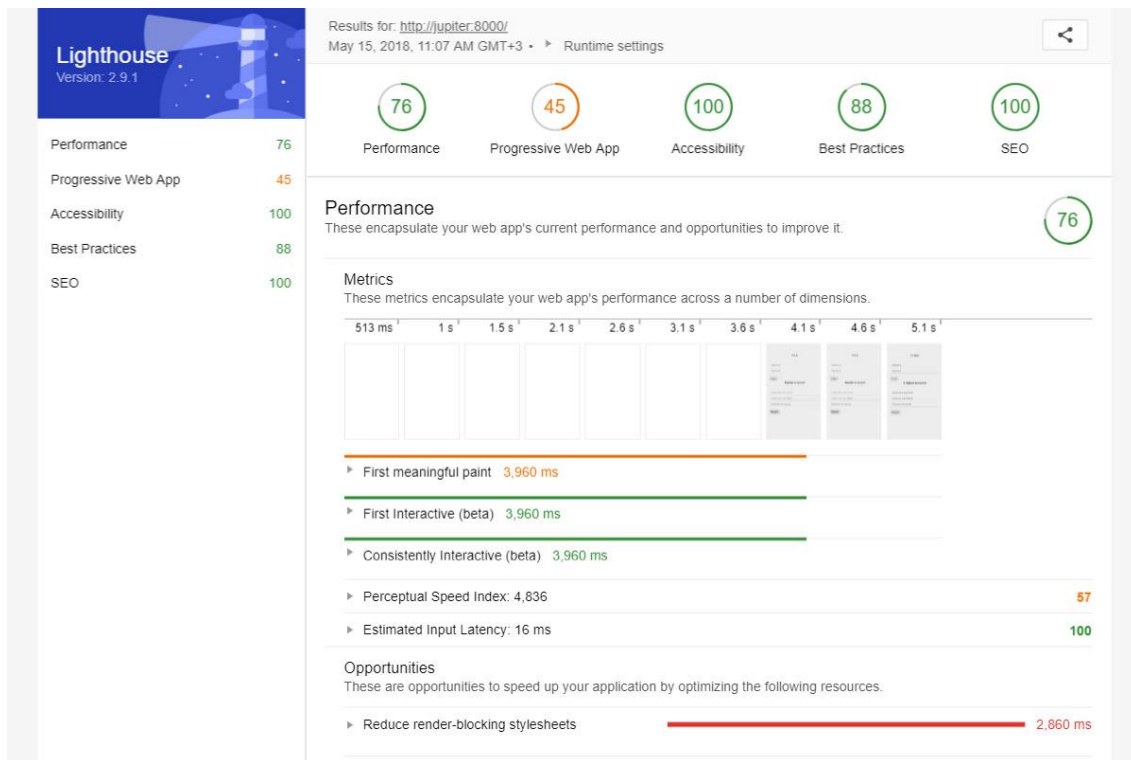 Lighthouse
Version: 2.9.1
Performance 76
Progressive Web App 45
Accessibility 100
Best Practices 88
SEO 100
Results for: http://jupiter:8000/
May 15, 2018, 11:07 AM GMT+3 • ▸ Runtime settings
76 45 100 88 100
Performance Progressive Web App Accessibility Best Practices SEO
Performance
These encapsulate your web app's current performance and opportunities to improve it.
76
Metrics
These metrics encapsulate your web app's performance across a number of dimensions.
513 ms 1 s 1.5 s 2.1 s 2.6 s 3.1 s 3.6 s 4.1 s 4.6 s 5.1 s
First meaningful paint 3,960 ms
First Interactive (beta) 3,960 ms
Consistently Interactive (beta) 3,960 ms
Perceptual Speed Index: 4,836 57
Estimated Input Latency: 16 ms 100
Opportunities
These are opportunities to speed up your application by optimizing the following resources.
Reduce render-blocking stylesheets 2,860 ms